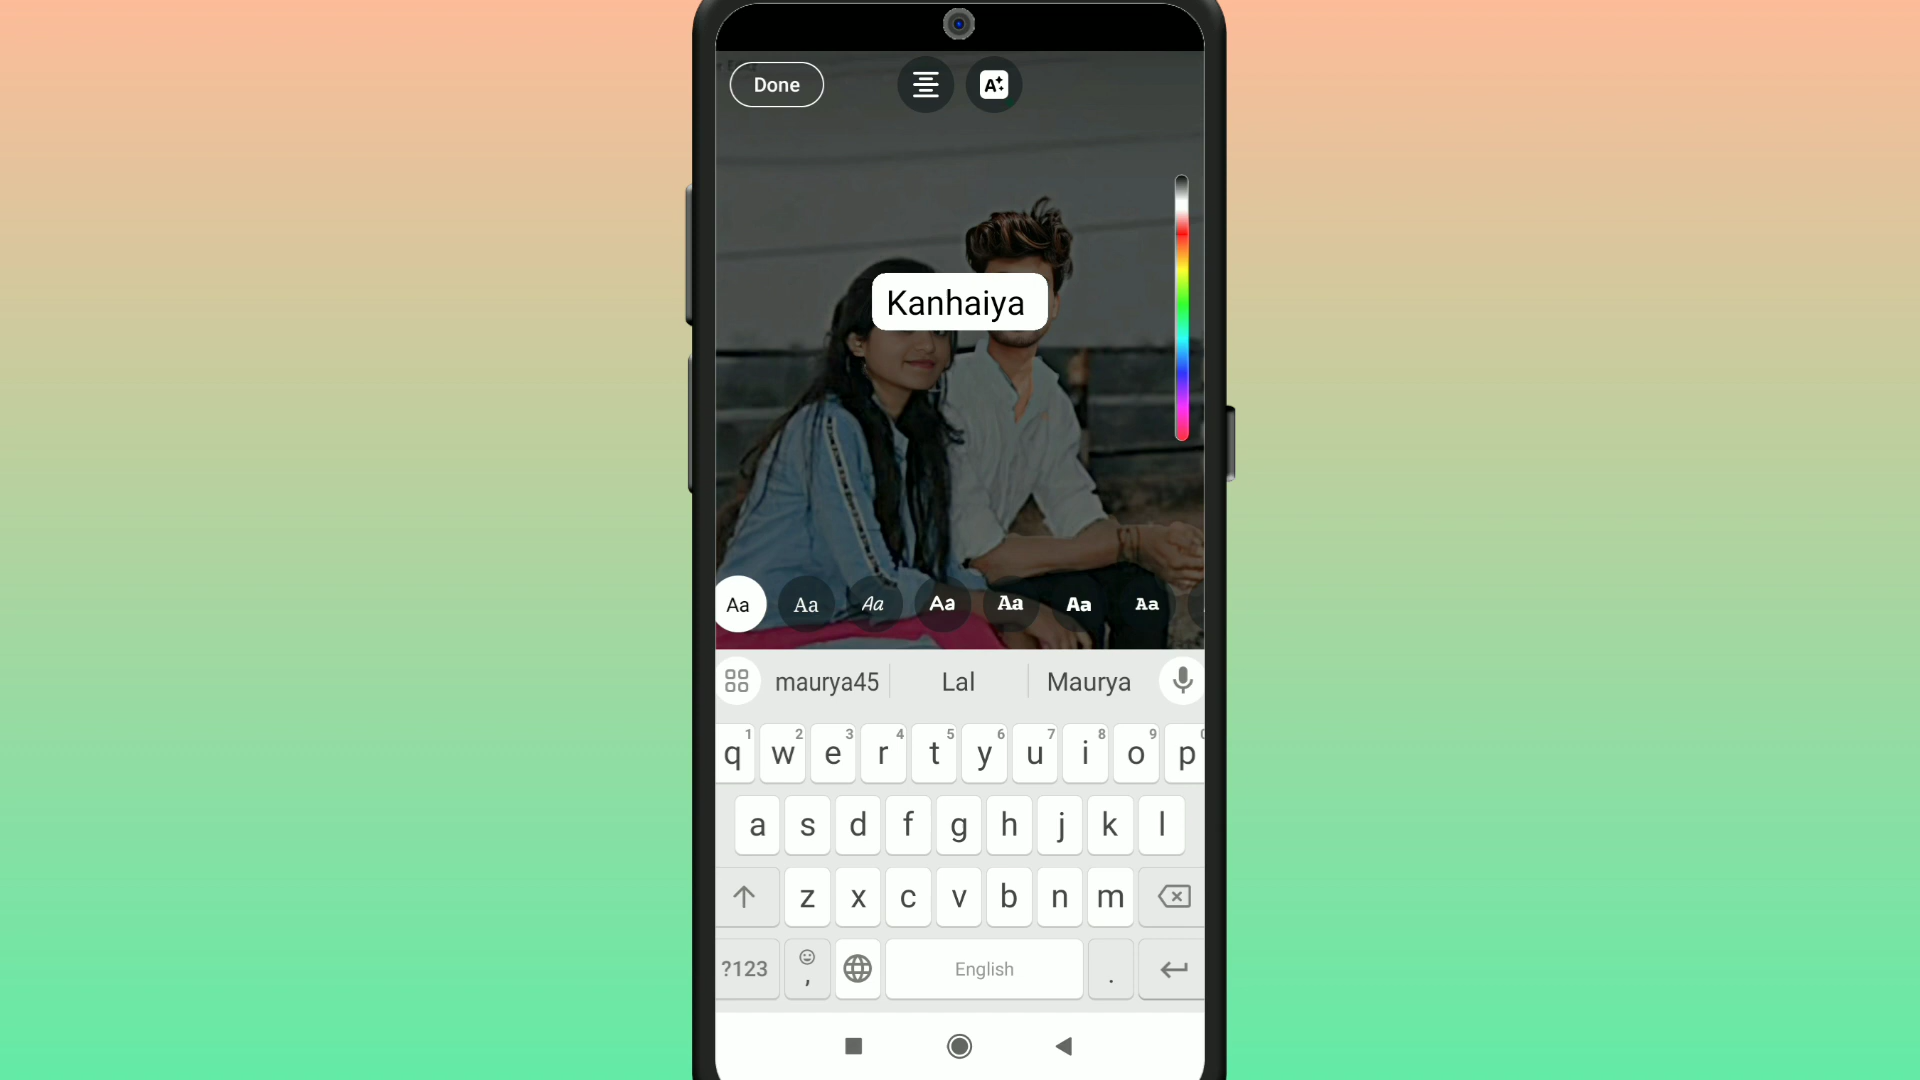 Done
A
Kanhaiya
Aa Aa Aa Aa Aa Aa Aa
maurya45 Lal Maurya
1 2 3 4 5 6 7 8 9
q w e r t y u i o p
a s d f g h j k l
z x c v b n m
?123 , English .